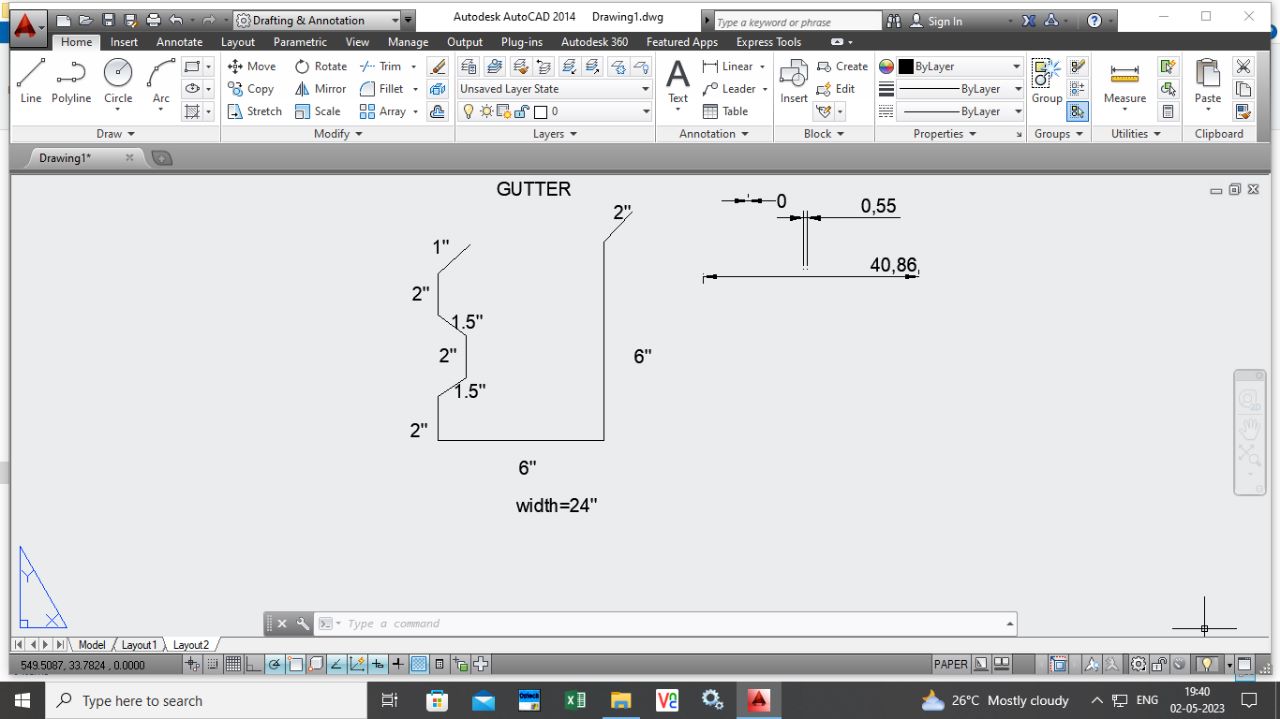 Drafting & Annotation
Autodesk AutoCAD 2014 Drawing1.dwg
Type a keyword or phrase
Sign In
Home Insert Annotate Layout Parametric View Manage Output Plug-ins Autodesk 360 Featured Apps Express Tools
Line Polyline Circle Arc
Draw
Move Rotate Trim
Copy Mirror Fillet
Stretch Scale Array
Modify
Unsaved Layer State
0
Layers
Text
Linear
Leader
Table
Annotation
Insert
Create
Edit
Block
ByLayer
ByLayer
ByLayer
Properties
Group
Groups
Measure
Utilities
Paste
Clipboard
Drawing1*
GUTTER
2"
1"
2"
1.5"
2"
1.5"
2"
6"
6"
width=24"
0
0,55
40,86
Y
X
Type a command
Model Layout1 Layout2
549.5087, 33.7824 , 0.0000
PAPER
Type here to search
26°C Mostly cloudy
ENG
19:40
02-05-2023